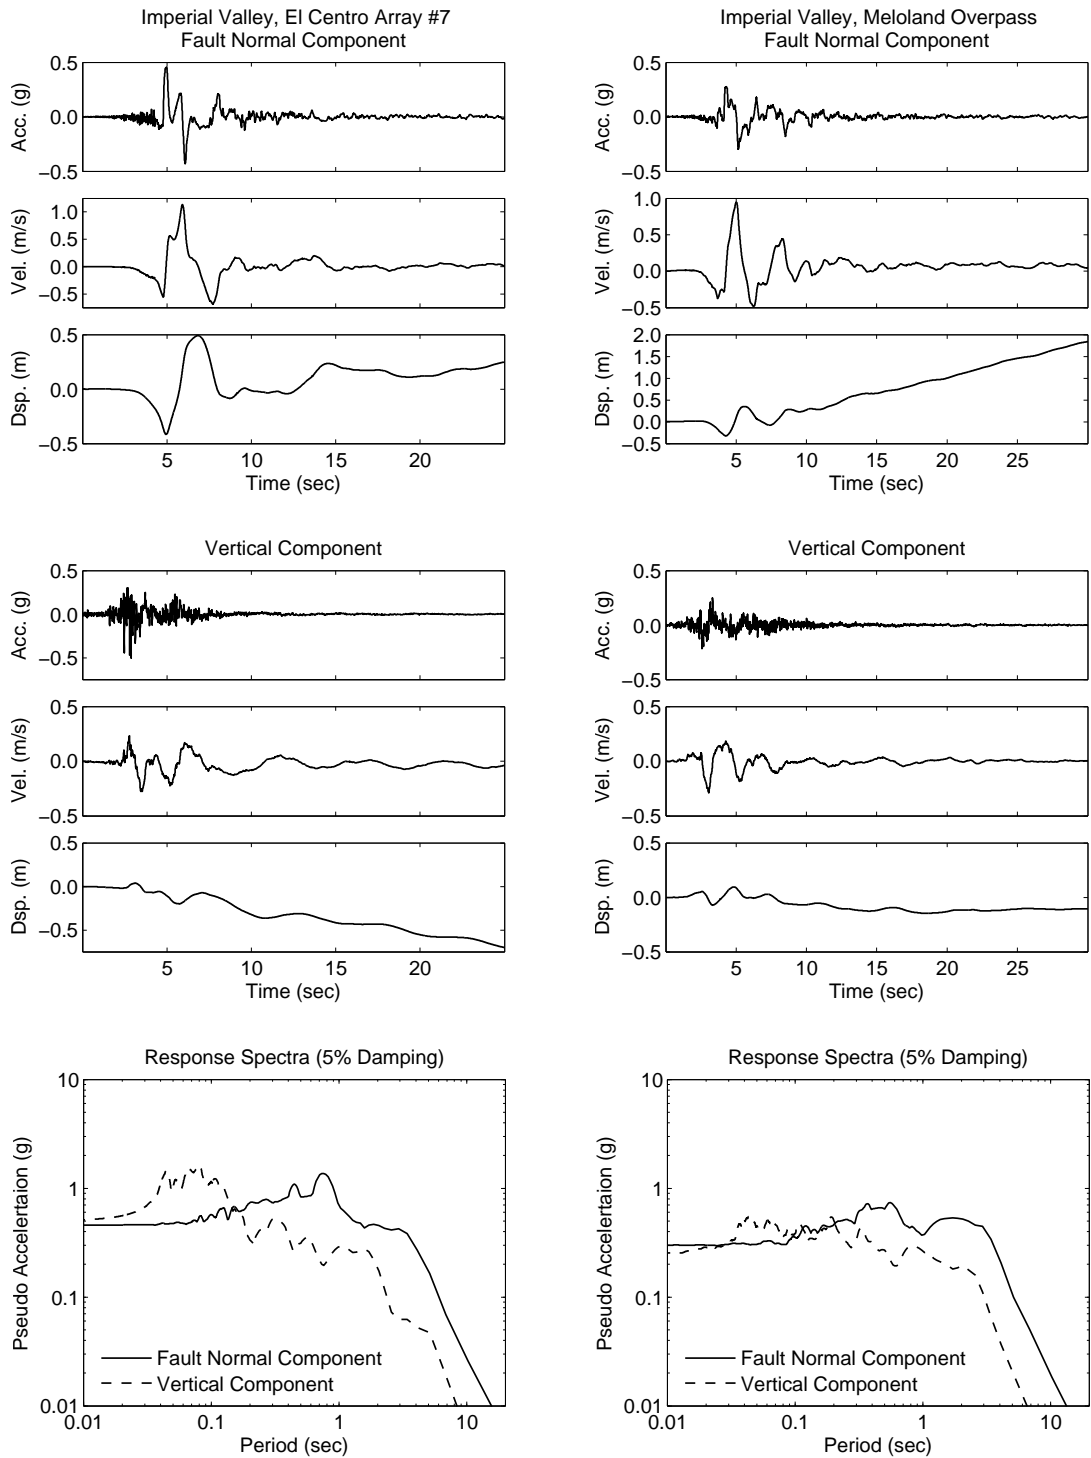 Imperial Valley, El Centro Array #7
Fault Normal Component
0.5
0.0
−0.5
Acc. (g)
1.0
0.5
0.0
−0.5
Vel. (m/s)
0.5
0.0
−0.5
Dsp. (m)
5 10 15 20
Time (sec)
Imperial Valley, Meloland Overpass
Fault Normal Component
0.5
0.0
−0.5
Acc. (g)
1.0
0.5
0.0
−0.5
Vel. (m/s)
2.0
1.5
1.0
0.5
0.0
−0.5
Dsp. (m)
5 10 15 20 25
Time (sec)
Vertical Component
0.5
0.0
−0.5
Acc. (g)
0.5
0.0
−0.5
Vel. (m/s)
0.5
0.0
−0.5
Dsp. (m)
5 10 15 20
Time (sec)
Vertical Component
0.5
0.0
−0.5
Acc. (g)
0.5
0.0
−0.5
Vel. (m/s)
0.5
0.0
−0.5
Dsp. (m)
5 10 15 20 25
Time (sec)
Response Spectra (5% Damping)
10
1
0.1
0.01
Pseudo Accelertaion (g)
Fault Normal Component
Vertical Component
0.01 0.1 1 10
Period (sec)
Response Spectra (5% Damping)
10
1
0.1
0.01
Pseudo Accelertaion (g)
Fault Normal Component
Vertical Component
0.01 0.1 1 10
Period (sec)